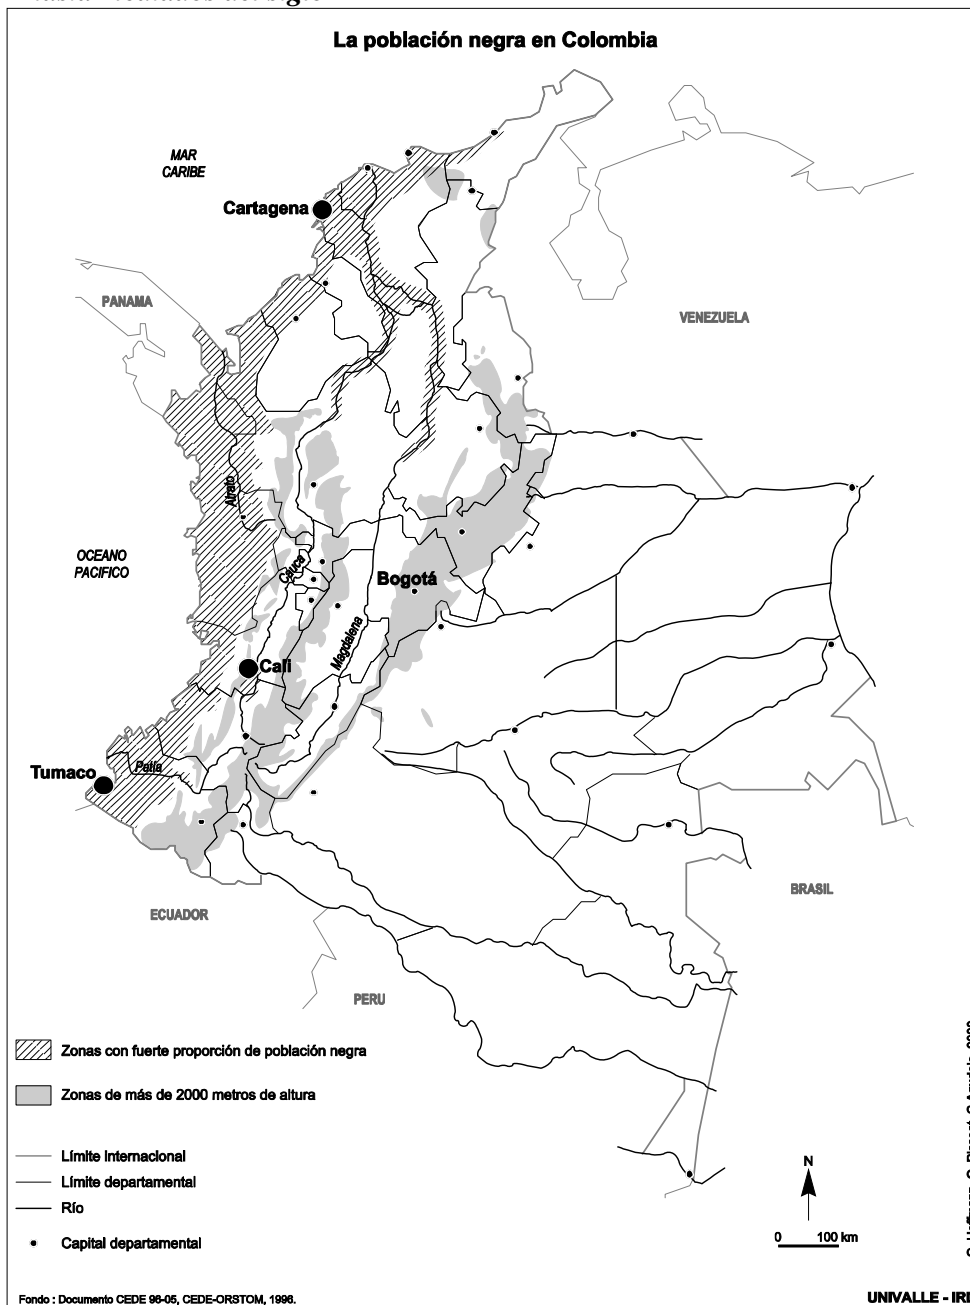 La población negra en Colombia
MAR
CARIBE
Cartagena
PANAMA
VENEZUELA
Atrato
OCEANO
PACIFICO
Cauca
Bogotá
Magdalena
Cali
Patía
Tumaco
BRASIL
ECUADOR
PERU
Zonas con fuerte proporción de población negra
Zonas de más de 2000 metros de altura
Límite internacional
Límite departamental
Río
Capital departamental
N
0 100 km
Fondo : Documento CEDE 96-05, CEDE-ORSTOM, 1996.
UNIVALLE - IRD